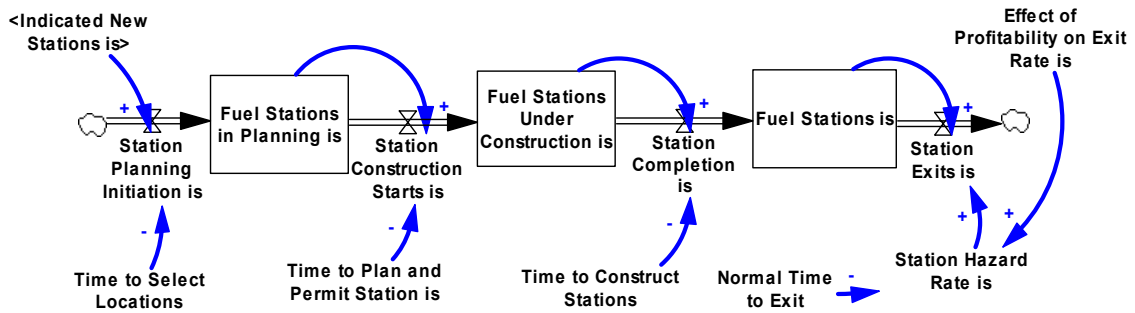 <Indicated New
Stations is>
Effect of
Profitability on Exit
Rate is
+
Fuel Stations
in Planning is
+
Fuel Stations
Under
Construction is
+
Fuel Stations is
+
Station
Planning
Initiation is
Station
Construction
Starts is
Station
Completion
is
Station
Exits is
-
-
-
+
+
Time to Select
Locations
Time to Plan and
Permit Station is
Time to Construct
Stations
Normal Time
to Exit
-
Station Hazard
Rate is